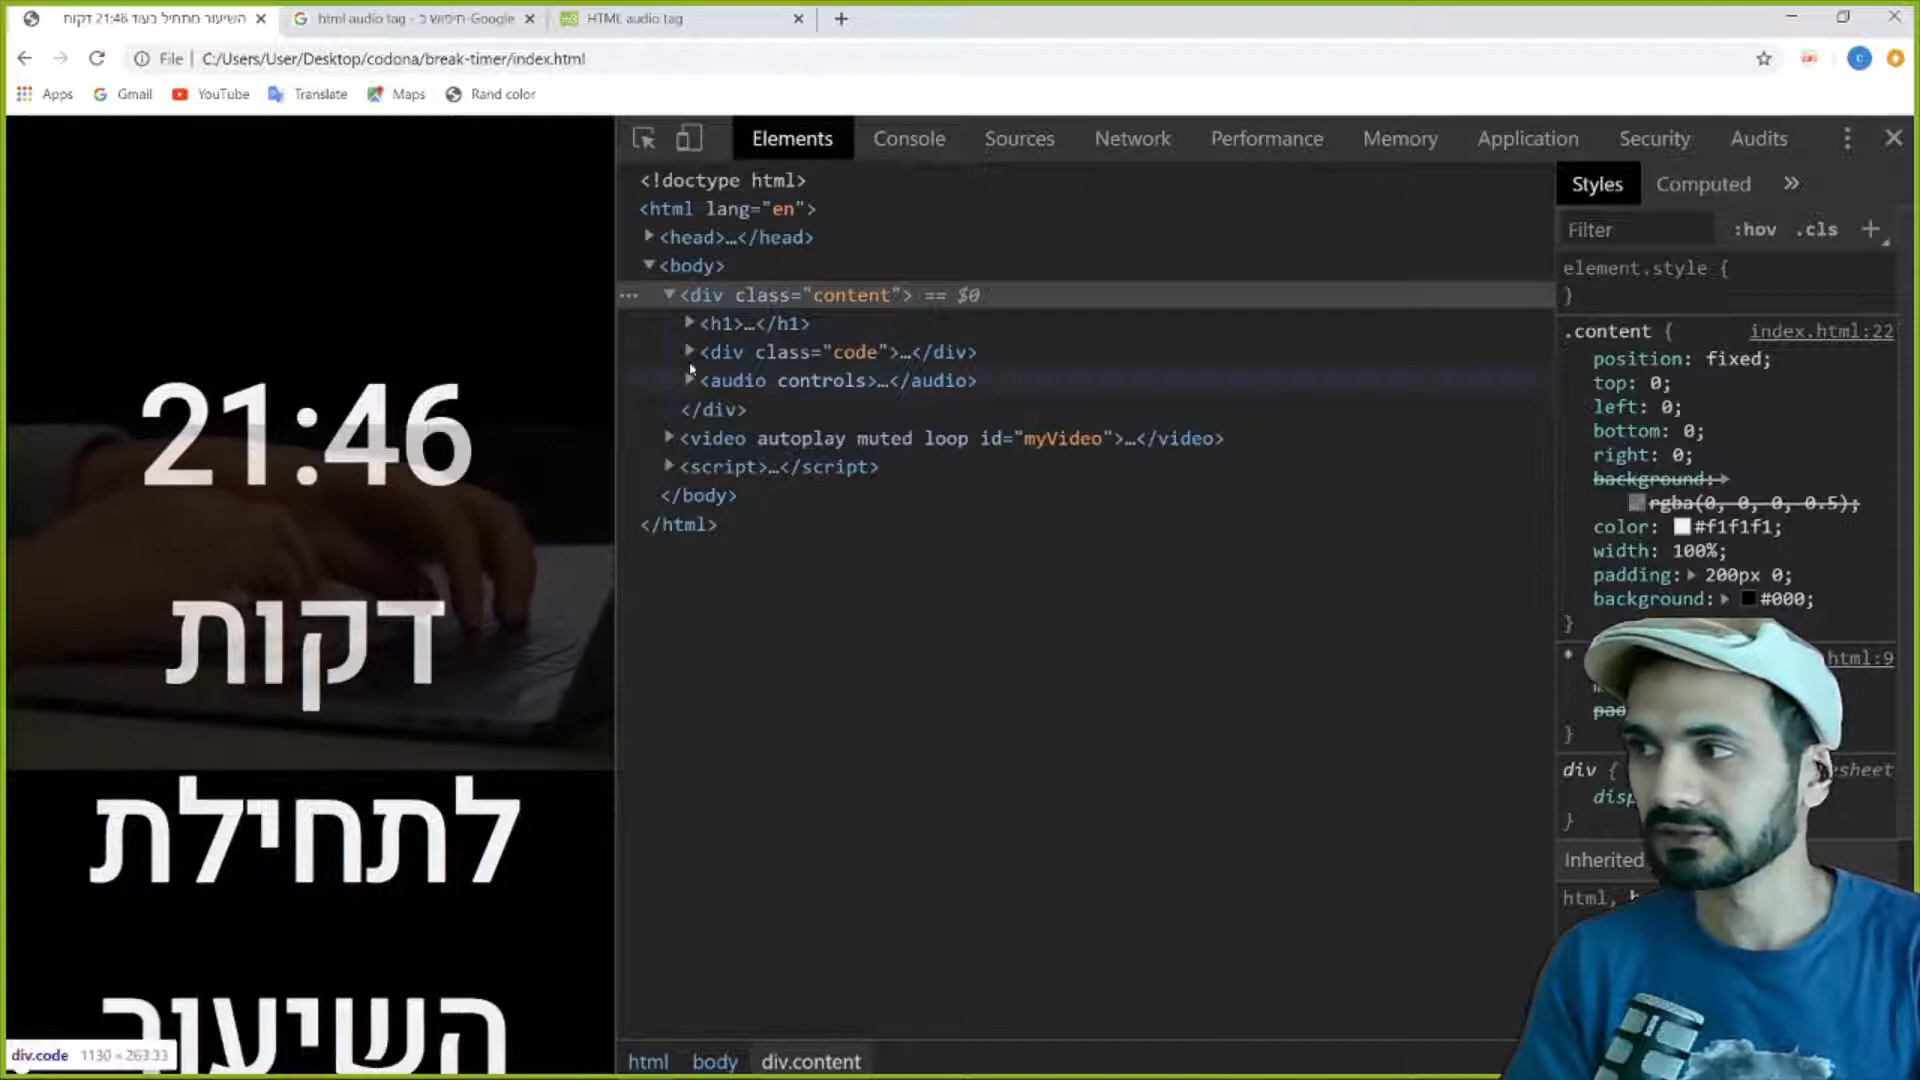 השיעור מתחיל בעוד 21:46 דקות
html audio tag - חיפוש ב-Google
HTML audio tag
File | C:/Users/User/Desktop/codona/break-timer/index.html
Apps Gmail YouTube Translate Maps Rand color
Elements Console Sources Network Performance Memory Application Security Audits
<!doctype html>
<html lang="en">
<head>…</head>
<body>
<div class="content"> == $0
<h1>…</h1>
<div class="code">…</div>
<audio controls>…</audio>
</div>
<video autoplay muted loop id="myVideo">…</video>
<script>…</script>
</body>
</html>
html body div.content
Styles Computed
Filter :hov .cls
element.style {
}
.content { index.html:22
position: fixed;
top: 0;
left: 0;
bottom: 0;
right: 0;
background:
rgba(0, 0, 0, 0.5);
color: #f1f1f1;
width: 100%;
padding: 200px 0;
background: #000;
}
* html:9
}
div {
}
Inherited
html,
21:46
דקות
לתחילת
השיעור
div.code 1130 × 263.33